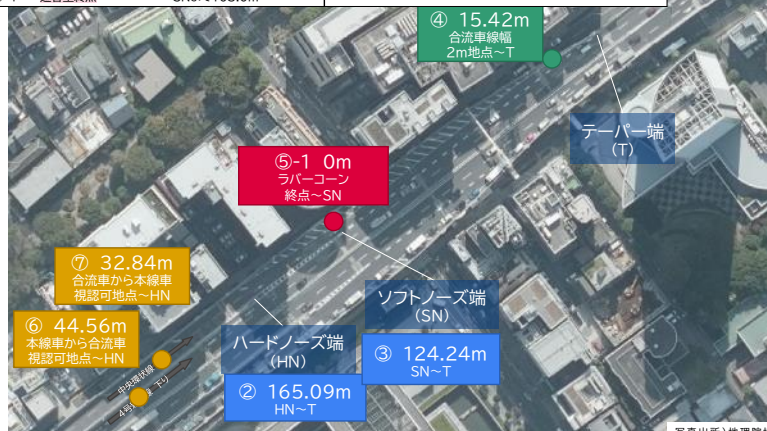 ④ 15.42m
合流車線幅
2m地点～T
テーパー端
(T)
⑤-1 0m
ラバーコーン
終点～SN
⑦ 32.84m
合流車から本線車
視認可地点～HN
ソフトノーズ端
(SN)
⑥ 44.56m
本線車から合流車
視認可地点～HN
ハードノーズ端
(HN)
③ 124.24m
SN～T
中央環状線
下り
② 165.09m
HN～T